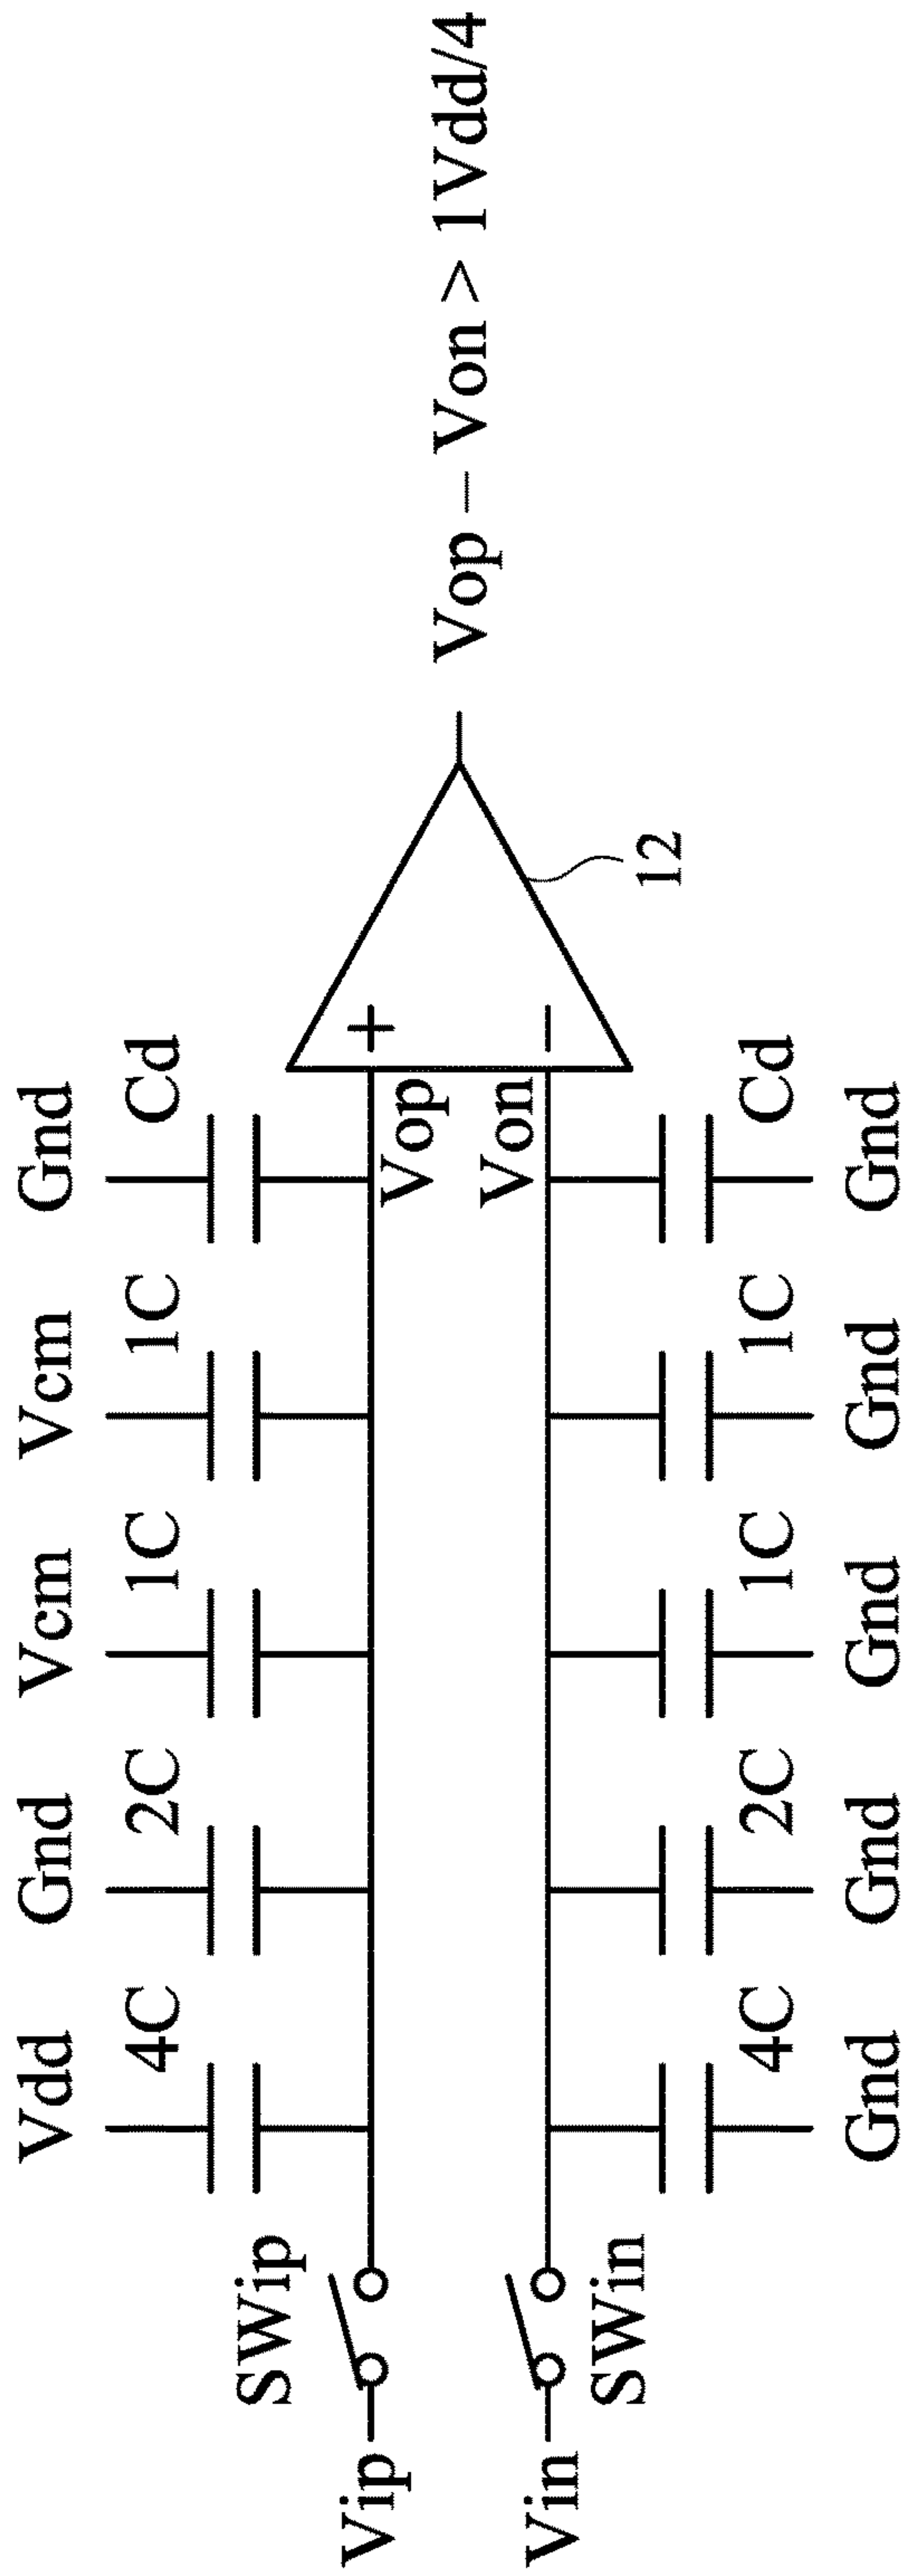 Vdd Gnd Vcm Vcm Gnd
4C 2C 1C 1C Cd
SWip
Vip + Vop
Vop – Von > 1Vdd/4
Vin – Von
SWin 12
4C 2C 1C 1C Cd
Gnd Gnd Gnd Gnd Gnd